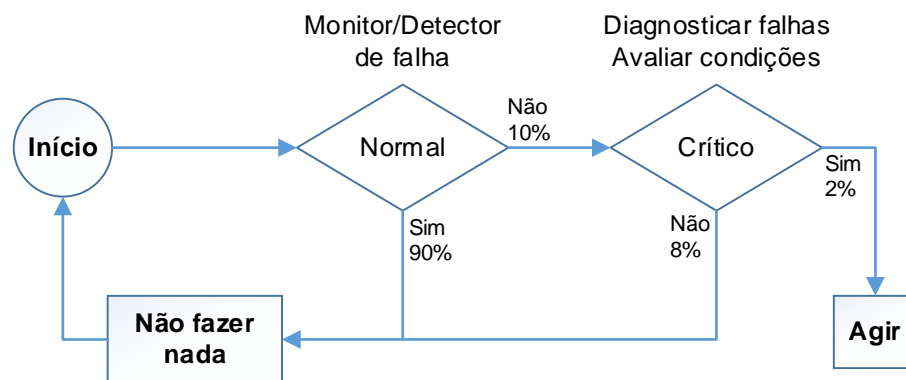 Monitor/Detector
de falha
Diagnosticar falhas
Avaliar condições
Início
Normal
Não
10%
Crítico
Sim
2%
Sim
90%
Não
8%
Não fazer
nada
Agir